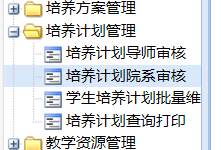 培养方案管理
培养计划管理
培养计划导师审核
培养计划院系审核
学生培养计划批量维
培养计划查询打印
教学资源管理